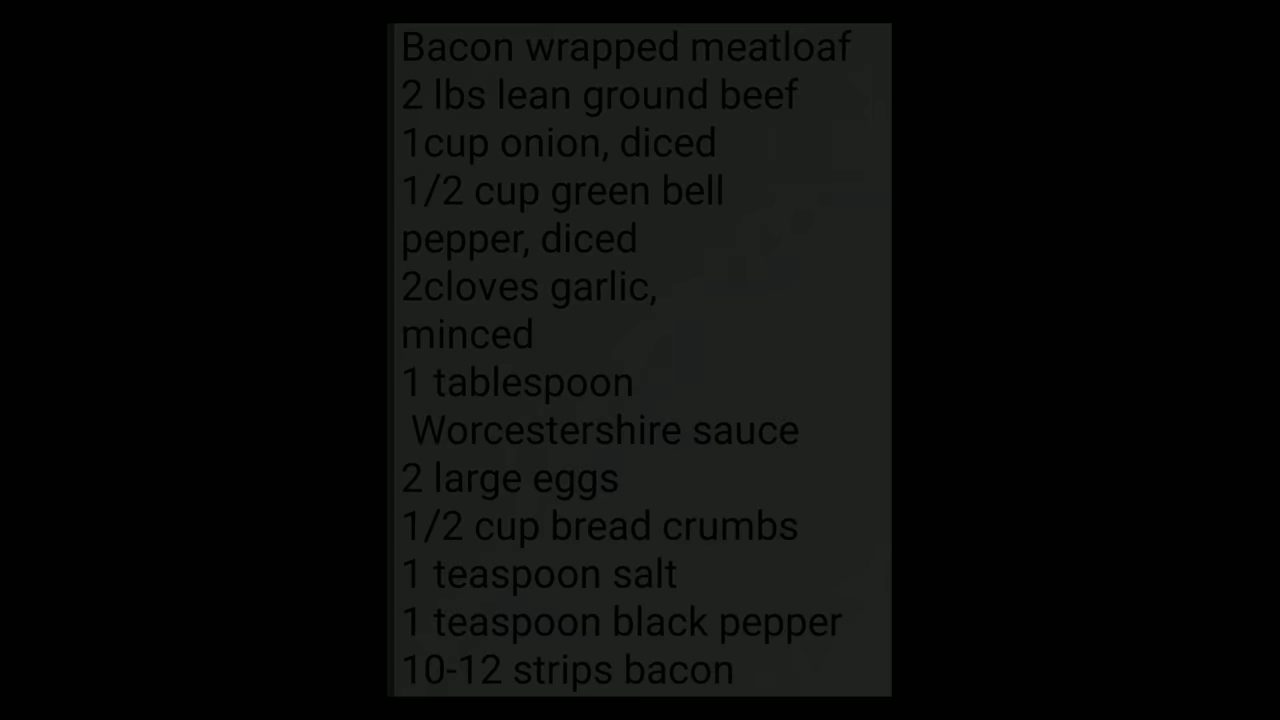 Bacon wrapped meatloaf
2 lbs lean ground beef
1cup onion, diced
1/2 cup green bell
pepper, diced
2cloves garlic,
minced
1 tablespoon
Worcestershire sauce
2 large eggs
1/2 cup bread crumbs
1 teaspoon salt
1 teaspoon black pepper
10-12 strips bacon